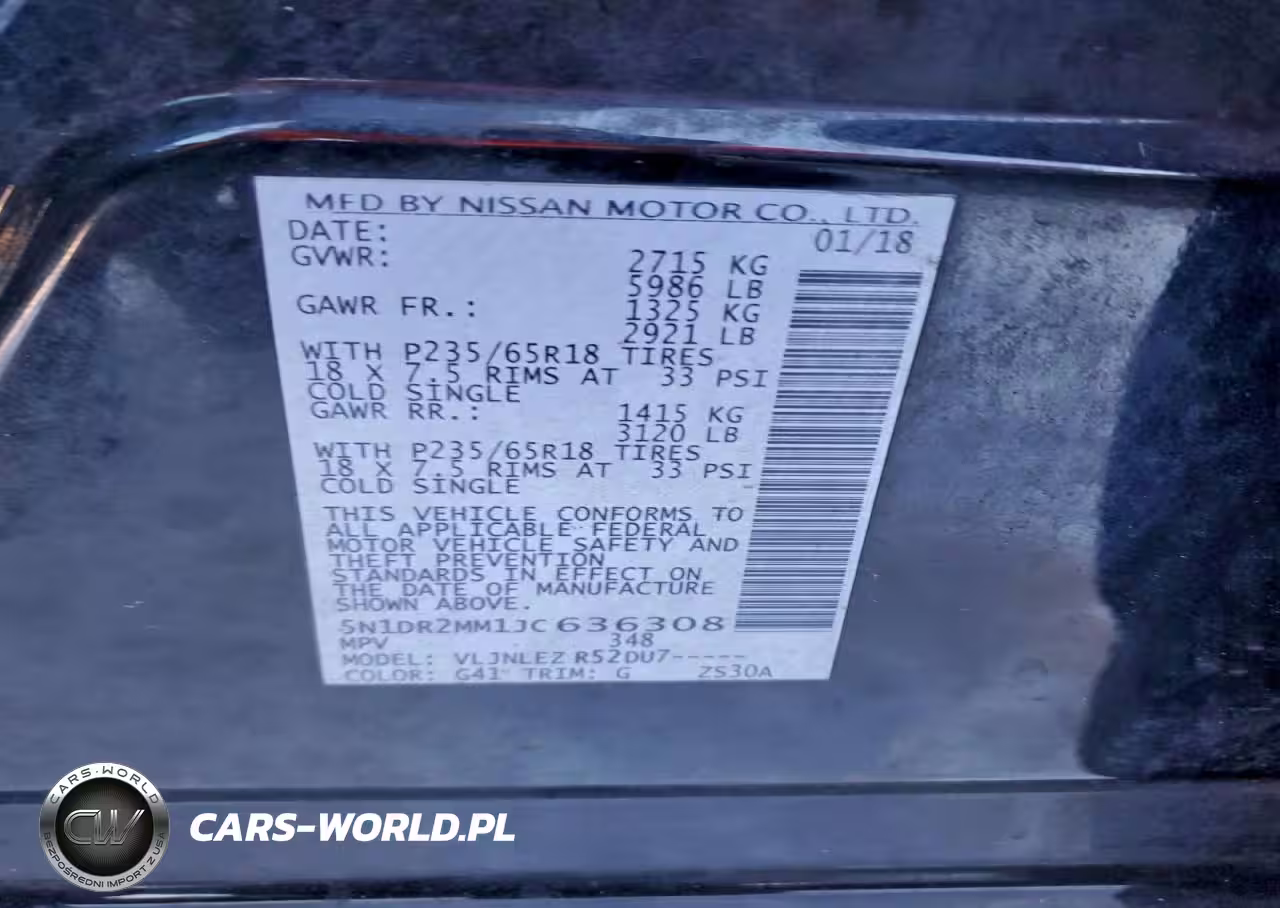 MFD BY NISSAN MOTOR CO., LTD.
DATE: 01/18
GVWR: 2715 KG
5986 LB
GAWR FR.: 1325 KG
2921 LB
WITH P235/65R18 TIRES
18 X 7.5 RIMS AT 33 PSI
COLD SINGLE
GAWR RR.: 1415 KG
3120 LB
WITH P235/65R18 TIRES
18 X 7.5 RIMS AT 33 PSI
COLD SINGLE
THIS VEHICLE CONFORMS TO
ALL APPLICABLE FEDERAL
MOTOR VEHICLE SAFETY AND
THEFT PREVENTION
STANDARDS IN EFFECT ON
THE DATE OF MANUFACTURE
SHOWN ABOVE.
5N1DR2MM1JC636308
MPV 348
MODEL: VLJNLEZ R52DU7-----
COLOR: G41 TRIM: G ZS30A
CARS-WORLD
CW
BEZPOŚREDNI IMPORT Z USA
CARS-WORLD.PL